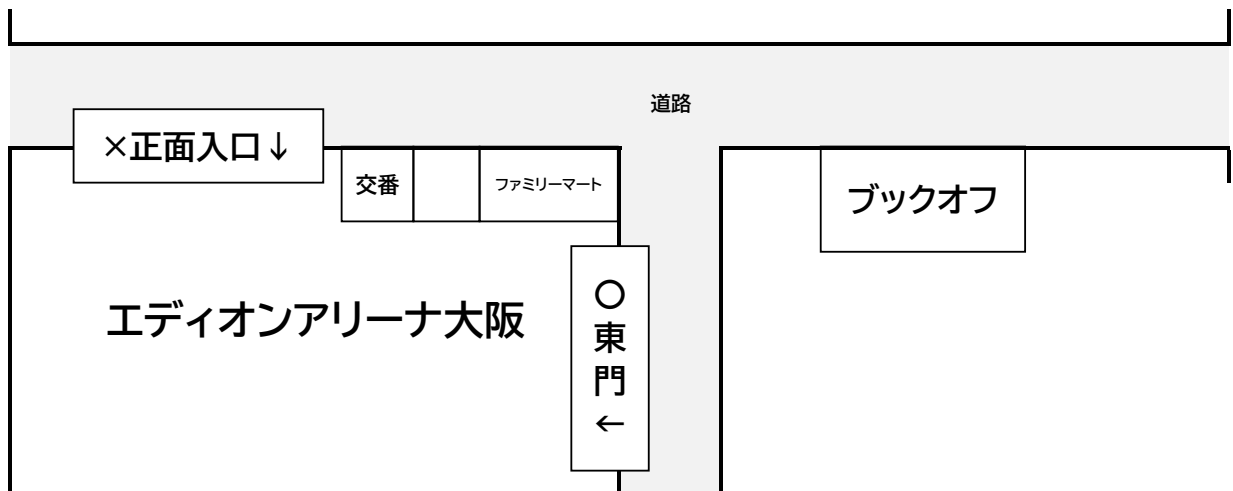 道路
×正面入口↓
交番
ファミリーマート
ブックオフ
エディオンアリーナ大阪
〇東門←